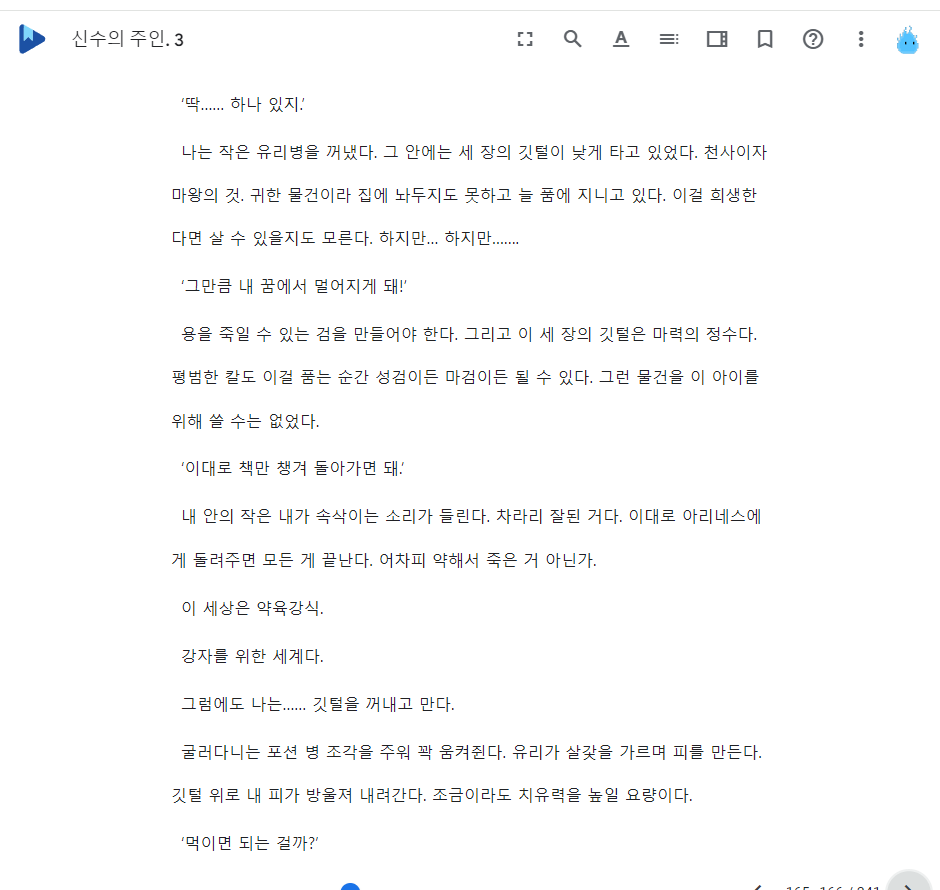 신수의 주인. 3
'딱...... 하나 있지.'
나는 작은 유리병을 꺼냈다. 그 안에는 세 장의 깃털이 낮게 타고 있었다. 천사이자
마왕의 것. 귀한 물건이라 집에 놔두지도 못하고 늘 품에 지니고 있다. 이걸 희생한
다면 살 수 있을지도 모른다. 하지만... 하지만.......
'그만큼 내 꿈에서 멀어지게 돼!'
용을 죽일 수 있는 검을 만들어야 한다. 그리고 이 세 장의 깃털은 마력의 정수다.
평범한 칼도 이걸 품는 순간 성검이든 마검이든 될 수 있다. 그런 물건을 이 아이를
위해 쓸 수는 없었다.
'이대로 책만 챙겨 돌아가면 돼.'
내 안의 작은 내가 속삭이는 소리가 들린다. 차라리 잘된 거다. 이대로 아리네스에
게 돌려주면 모든 게 끝난다. 어차피 약해서 죽은 거 아닌가.
이 세상은 약육강식.
강자를 위한 세계다.
그럼에도 나는...... 깃털을 꺼내고 만다.
굴러다니는 포션 병 조각을 주워 꽉 움켜쥔다. 유리가 살갗을 가르며 피를 만든다.
깃털 위로 내 피가 방울져 내려간다. 조금이라도 치유력을 높일 요량이다.
'먹이면 되는 걸까?'